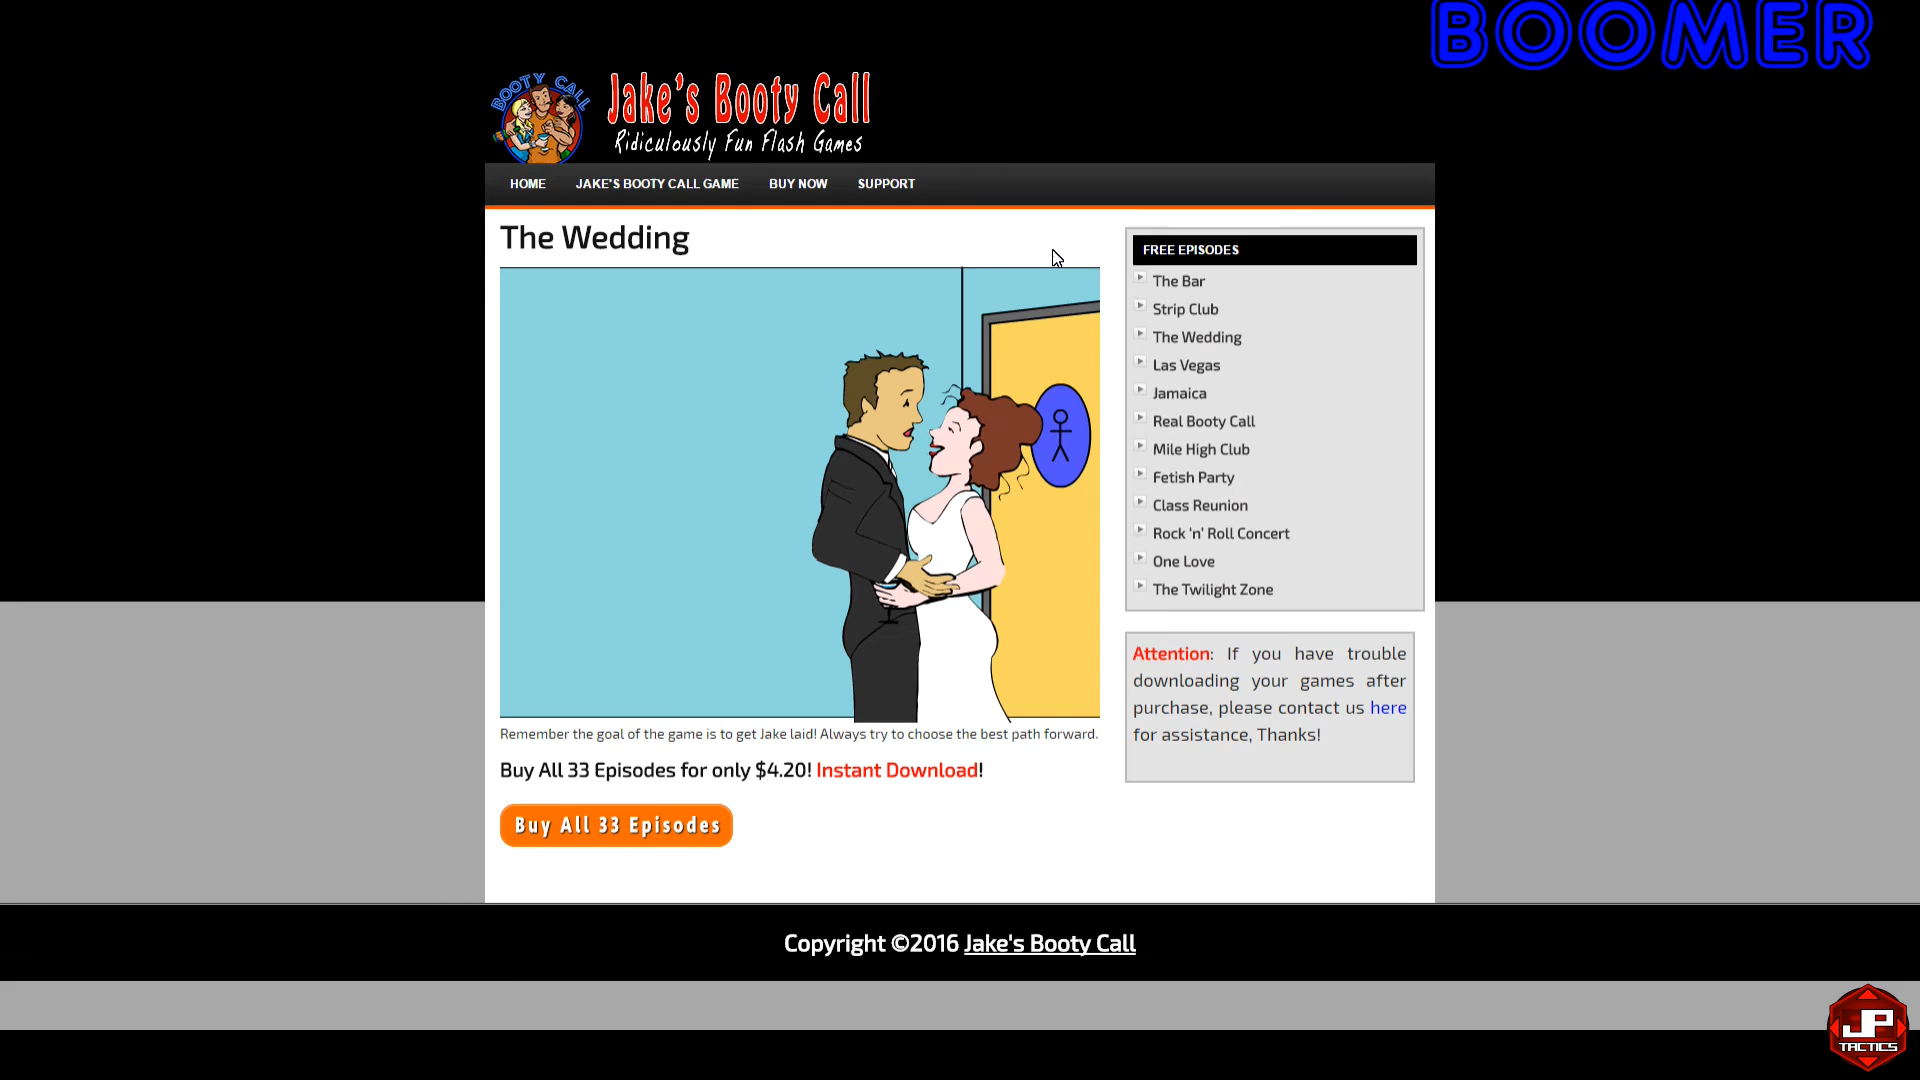 BOOMER
BOOTY CALL
Jake's Booty Call
Ridiculously Fun Flash Games
HOME
JAKE'S BOOTY CALL GAME
BUY NOW
SUPPORT
The Wedding
Remember the goal of the game is to get Jake laid! Always try to choose the best path forward.
Buy All 33 Episodes for only $4.20! Instant Download!
Buy All 33 Episodes
FREE EPISODES
The Bar
Strip Club
The Wedding
Las Vegas
Jamaica
Real Booty Call
Mile High Club
Fetish Party
Class Reunion
Rock ‘n’ Roll Concert
One Love
The Twilight Zone
Attention: If you have trouble
downloading your games after
purchase, please contact us here
for assistance, Thanks!
Copyright ©2016 Jake's Booty Call
JP
TACTICS